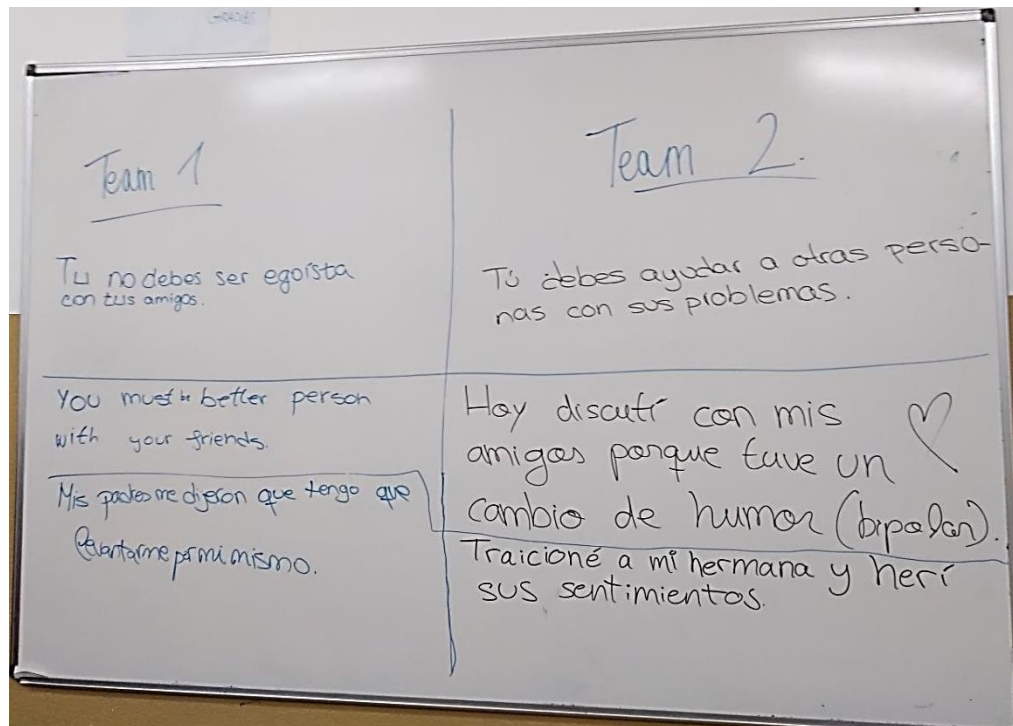 Team 1
Tu no debes ser egoísta
con tus amigos.
You must be better person
with your friends.
Mis padres me dijeron que tengo que
levantarme por mi mismo.
Team 2.
Tú debes ayudar a otras perso-
nas con sus problemas.
Hoy discutí con mis
amigos porque tuve un
cambio de humor (bipolar).
Traicioné a mi hermana y herí
sus sentimientos.